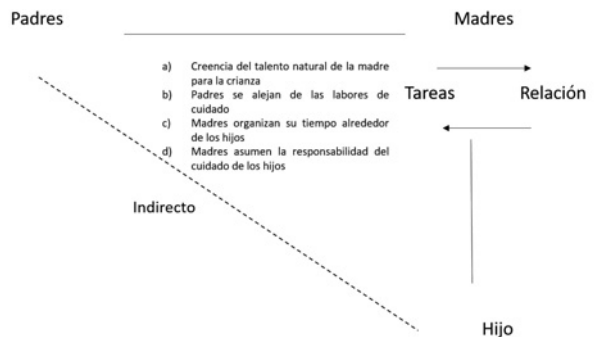 Padres
Madres
a) Creencia del talento natural de la madre
para la crianza
b) Padres se alejan de las labores de
cuidado
c) Madres organizan su tiempo alrededor
de los hijos
d) Madres asumen la responsabilidad del
cuidado de los hijos
Tareas
Relación
Indirecto
Hijo